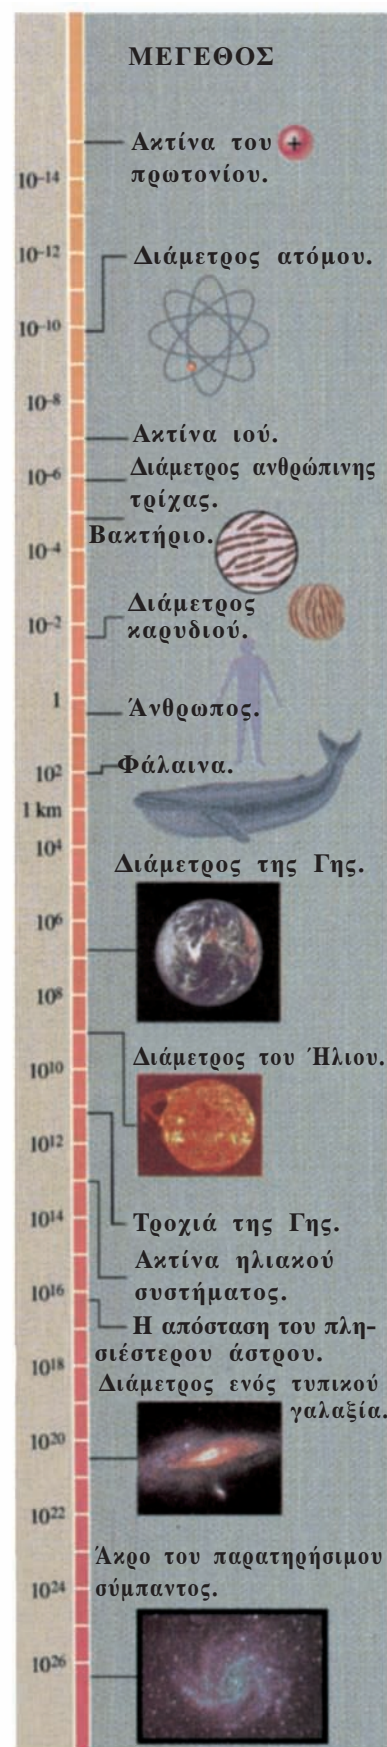 ΜΕΓΕΘΟΣ
Ακτίνα του
πρωτονίου.
+
10-14
10-12
Διάμετρος ατόμου.
10-10
10-8
Ακτίνα ιού.
10-6
Διάμετρος ανθρώπινης
τρίχας.
Βακτήριο.
10-4
Διάμετρος
καρυδιού.
10-2
1
Άνθρωπος.
Φάλαινα.
10²
1 km
10⁴
Διάμετρος της Γης.
10⁶
10⁸
Διάμετρος του Ήλιου.
10¹⁰
10¹²
10¹⁴
Τροχιά της Γης.
Ακτίνα ηλιακού
συστήματος.
10¹⁶
Η απόσταση του πλη-
σιέστερου άστρου.
10¹⁸
Διάμετρος ενός τυπικού
γαλαξία.
10²⁰
10²²
Άκρο του παρατηρήσιμου
σύμπαντος.
10²⁴
10²⁶